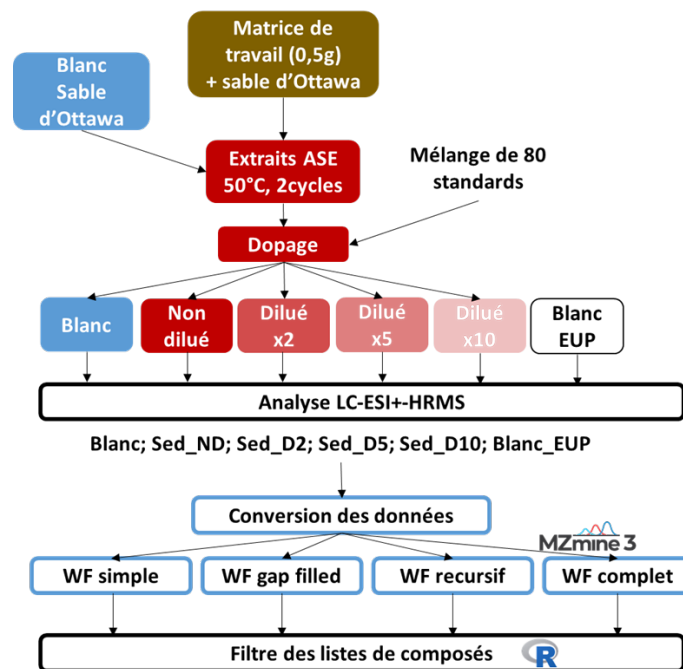 Matrice de
travail (0,5g)
+ sable d'Ottawa
Blanc
Sable
d'Ottawa
Extraits ASE
50°C, 2cycles
Mélange de 80
standards
Dopage
Blanc
Non
dilué
Dilué
x2
Dilué
x5
Dilué
x10
Blanc
EUP
Analyse LC-ESI+-HRMS
Blanc; Sed_ND; Sed_D2; Sed_D5; Sed_D10; Blanc_EUP
Conversion des données
MZmine 3
WF simple
WF gap filled
WF recursif
WF complet
Filtre des listes de composés
R